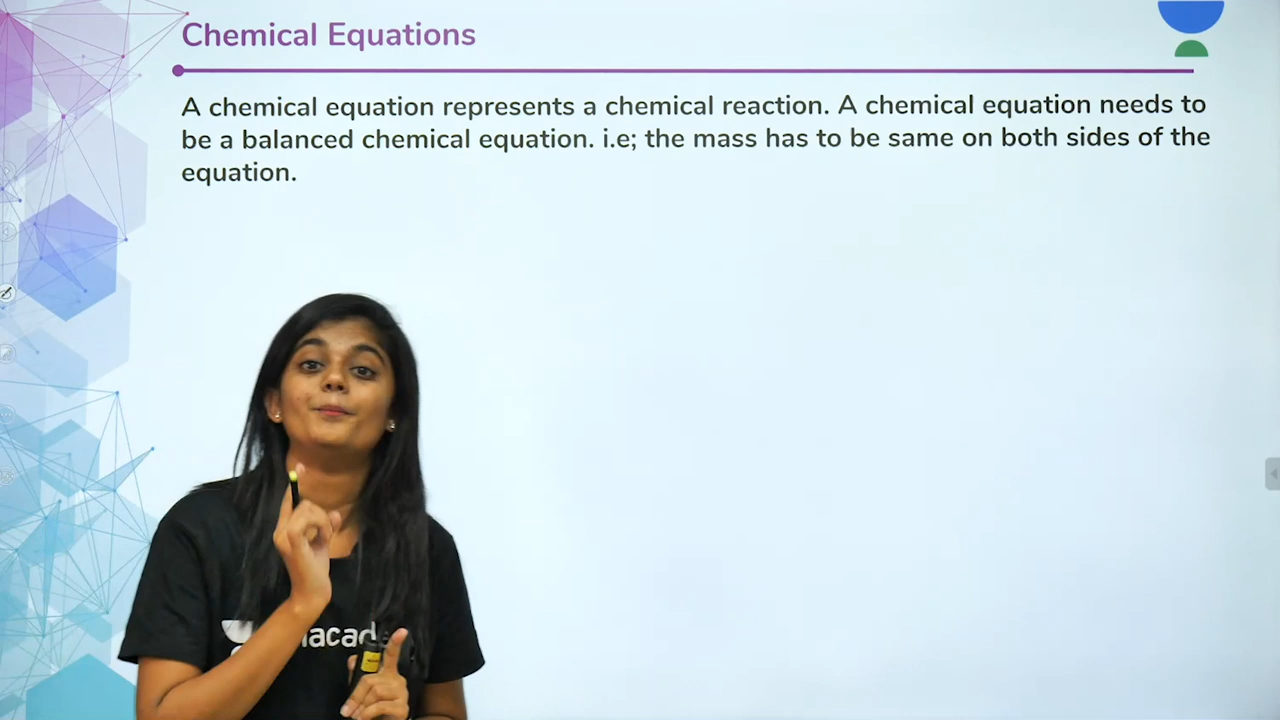 Chemical Equations
A chemical equation represents a chemical reaction. A chemical equation needs to
be a balanced chemical equation. i.e; the mass has to be same on both sides of the
equation.